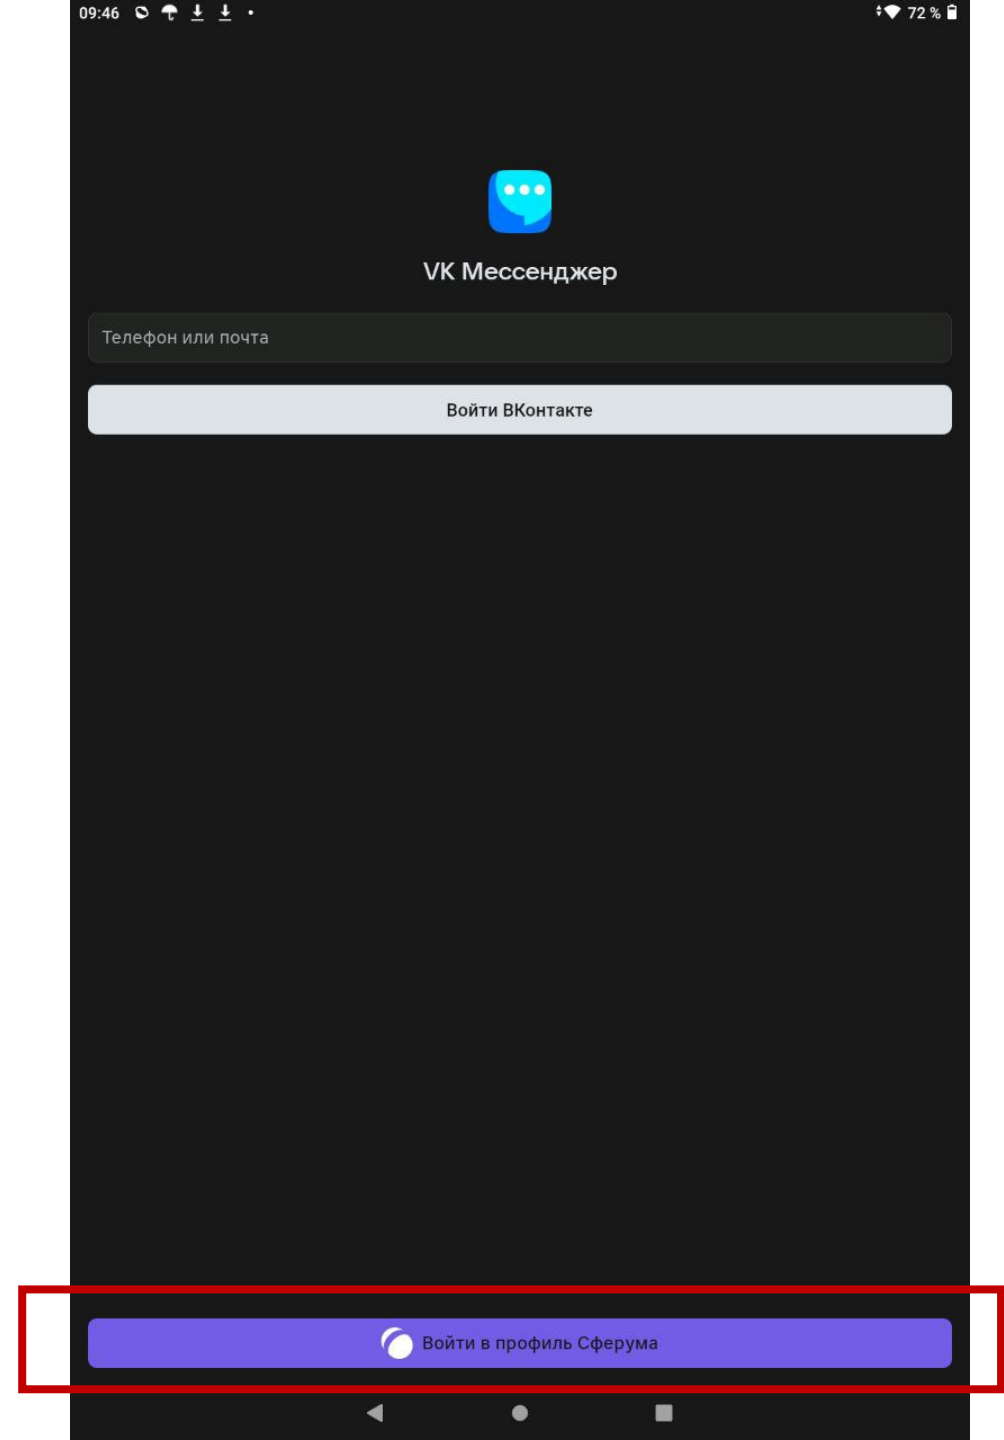 09:46 72 %
VK Мессенджер
Телефон или почта
Войти ВКонтакте
Войти в профиль Сферума